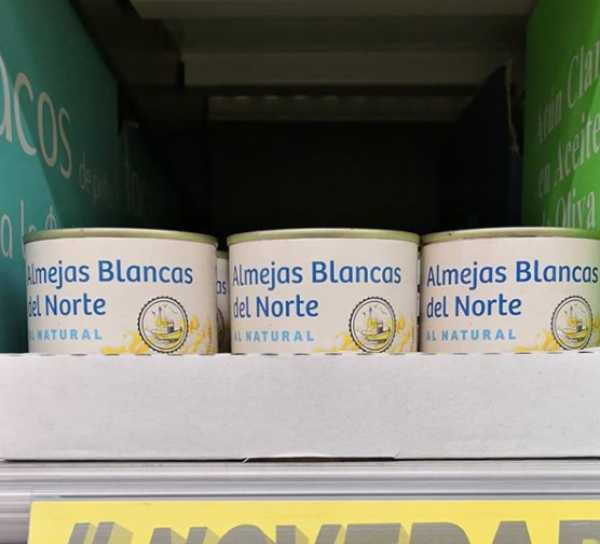 Almejas Blancas
del Norte
AL NATURAL
Almejas Blancas
del Norte
AL NATURAL
Almejas Blancas
del Norte
AL NATURAL
en Aceite
Oliva